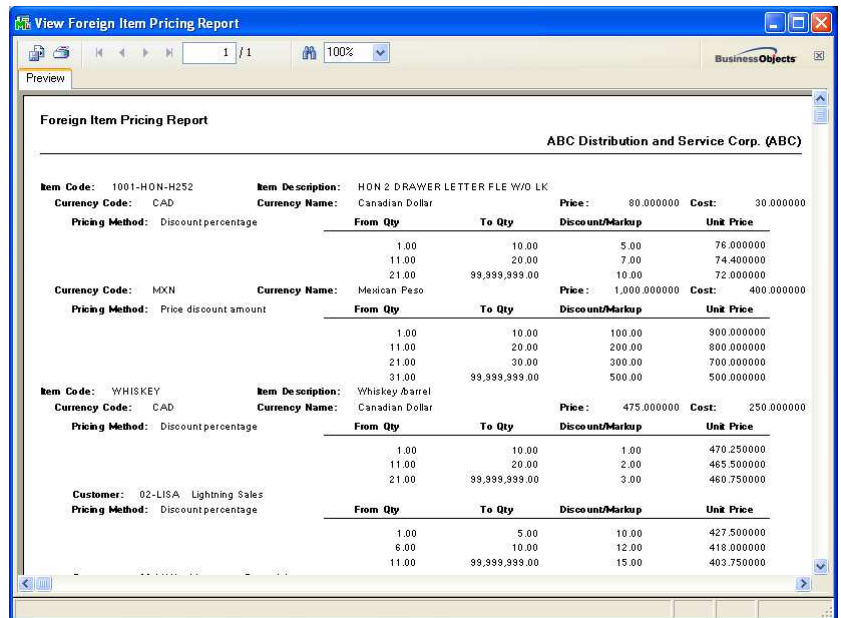 View Foreign Item Pricing Report
1 / 1 100% BusinessObjects
Preview
Foreign Item Pricing Report
ABC Distribution and Service Corp. (ABC)
Item Code: 1001-HON-H252 Item Description: HON 2 DRAWER LETTER FLE W/O LK
Currency Code: CAD Currency Name: Canadian Dollar Price: 80.000000 Cost: 30.000000
Pricing Method: Discount percentage From Qty To Qty Discount/Markup Unit Price
1.00 10.00 5.00 76.000000
11.00 20.00 7.00 74.400000
21.00 99,999,999.00 10.00 72.000000
Currency Code: MXN Currency Name: Mexican Peso Price: 1,000.000000 Cost: 400.000000
Pricing Method: Price discount amount From Qty To Qty Discount/Markup Unit Price
1.00 10.00 100.00 900.000000
11.00 20.00 200.00 800.000000
21.00 30.00 300.00 700.000000
31.00 99,999,999.00 500.00 500.000000
Item Code: WHISKEY Item Description: Whiskey /barrel
Currency Code: CAD Currency Name: Canadian Dollar Price: 475.000000 Cost: 250.000000
Pricing Method: Discount percentage From Qty To Qty Discount/Markup Unit Price
1.00 10.00 1.00 470.250000
11.00 20.00 2.00 465.500000
21.00 99,999,999.00 3.00 460.750000
Customer: 02-LISA Lightning Sales
Pricing Method: Discount percentage From Qty To Qty Discount/Markup Unit Price
1.00 5.00 10.00 427.500000
6.00 10.00 12.00 418.000000
11.00 99,999,999.00 15.00 403.750000